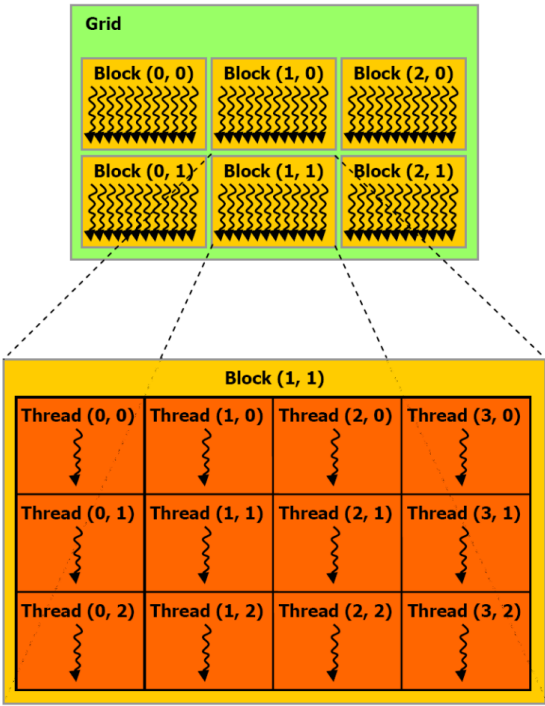 Grid
Block (0, 0) Block (1, 0) Block (2, 0)
Block (0, 1) Block (1, 1) Block (2, 1)
Block (1, 1)
Thread (0, 0) Thread (1, 0) Thread (2, 0) Thread (3, 0)
Thread (0, 1) Thread (1, 1) Thread (2, 1) Thread (3, 1)
Thread (0, 2) Thread (1, 2) Thread (2, 2) Thread (3, 2)